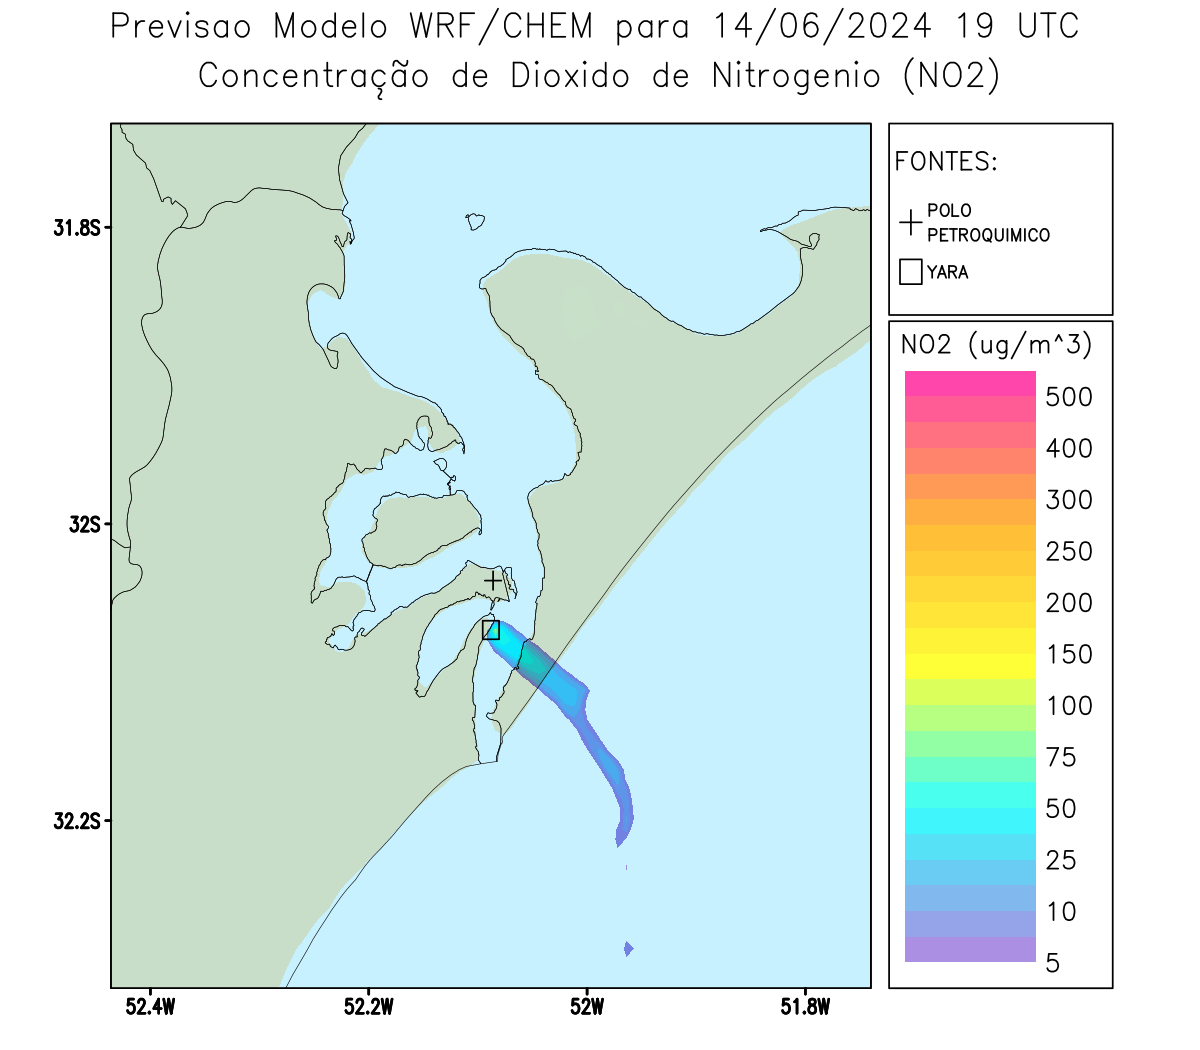 Previsao Modelo WRF/CHEM para 14/06/2024 19 UTC
Concentração de Dioxido de Nitrogenio (NO2)
FONTES:
POLO
PETROQUIMICO
YARA
NO2 (ug/m^3)
500
400
300
250
200
150
100
75
50
25
10
5
31.8S
32S
32.2S
52.4W
52.2W
52W
51.8W